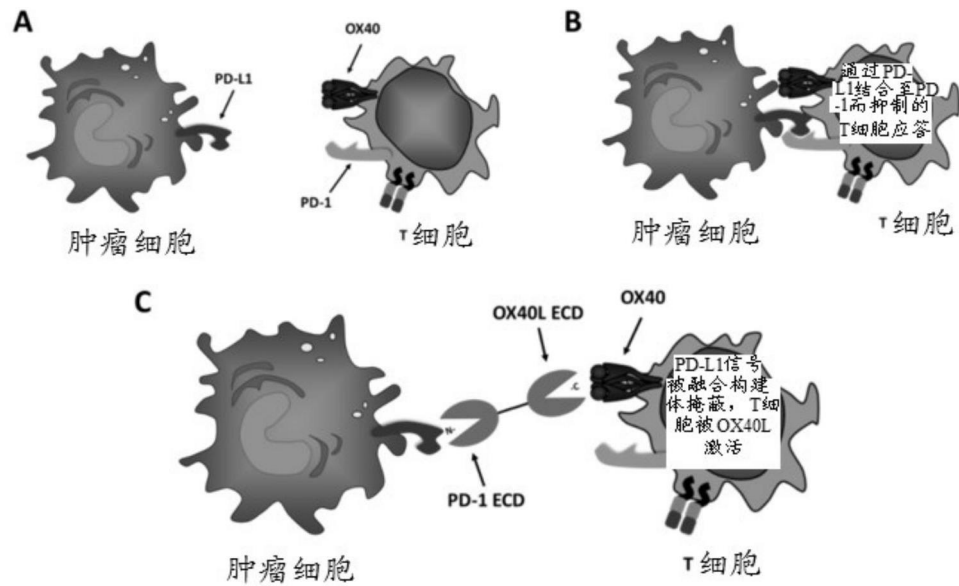 A
PD-L1
OX40
PD-1
肿瘤细胞
T细胞
B
通过PD-
L1结合至PD
-1而抑制的
T细胞应答
肿瘤细胞
T细胞
C
OX40L ECD
OX40
PD-L1信号
被融合构建
体掩蔽，T细
胞被OX40L
激活
N-
-C
PD-1 ECD
肿瘤细胞
T细胞